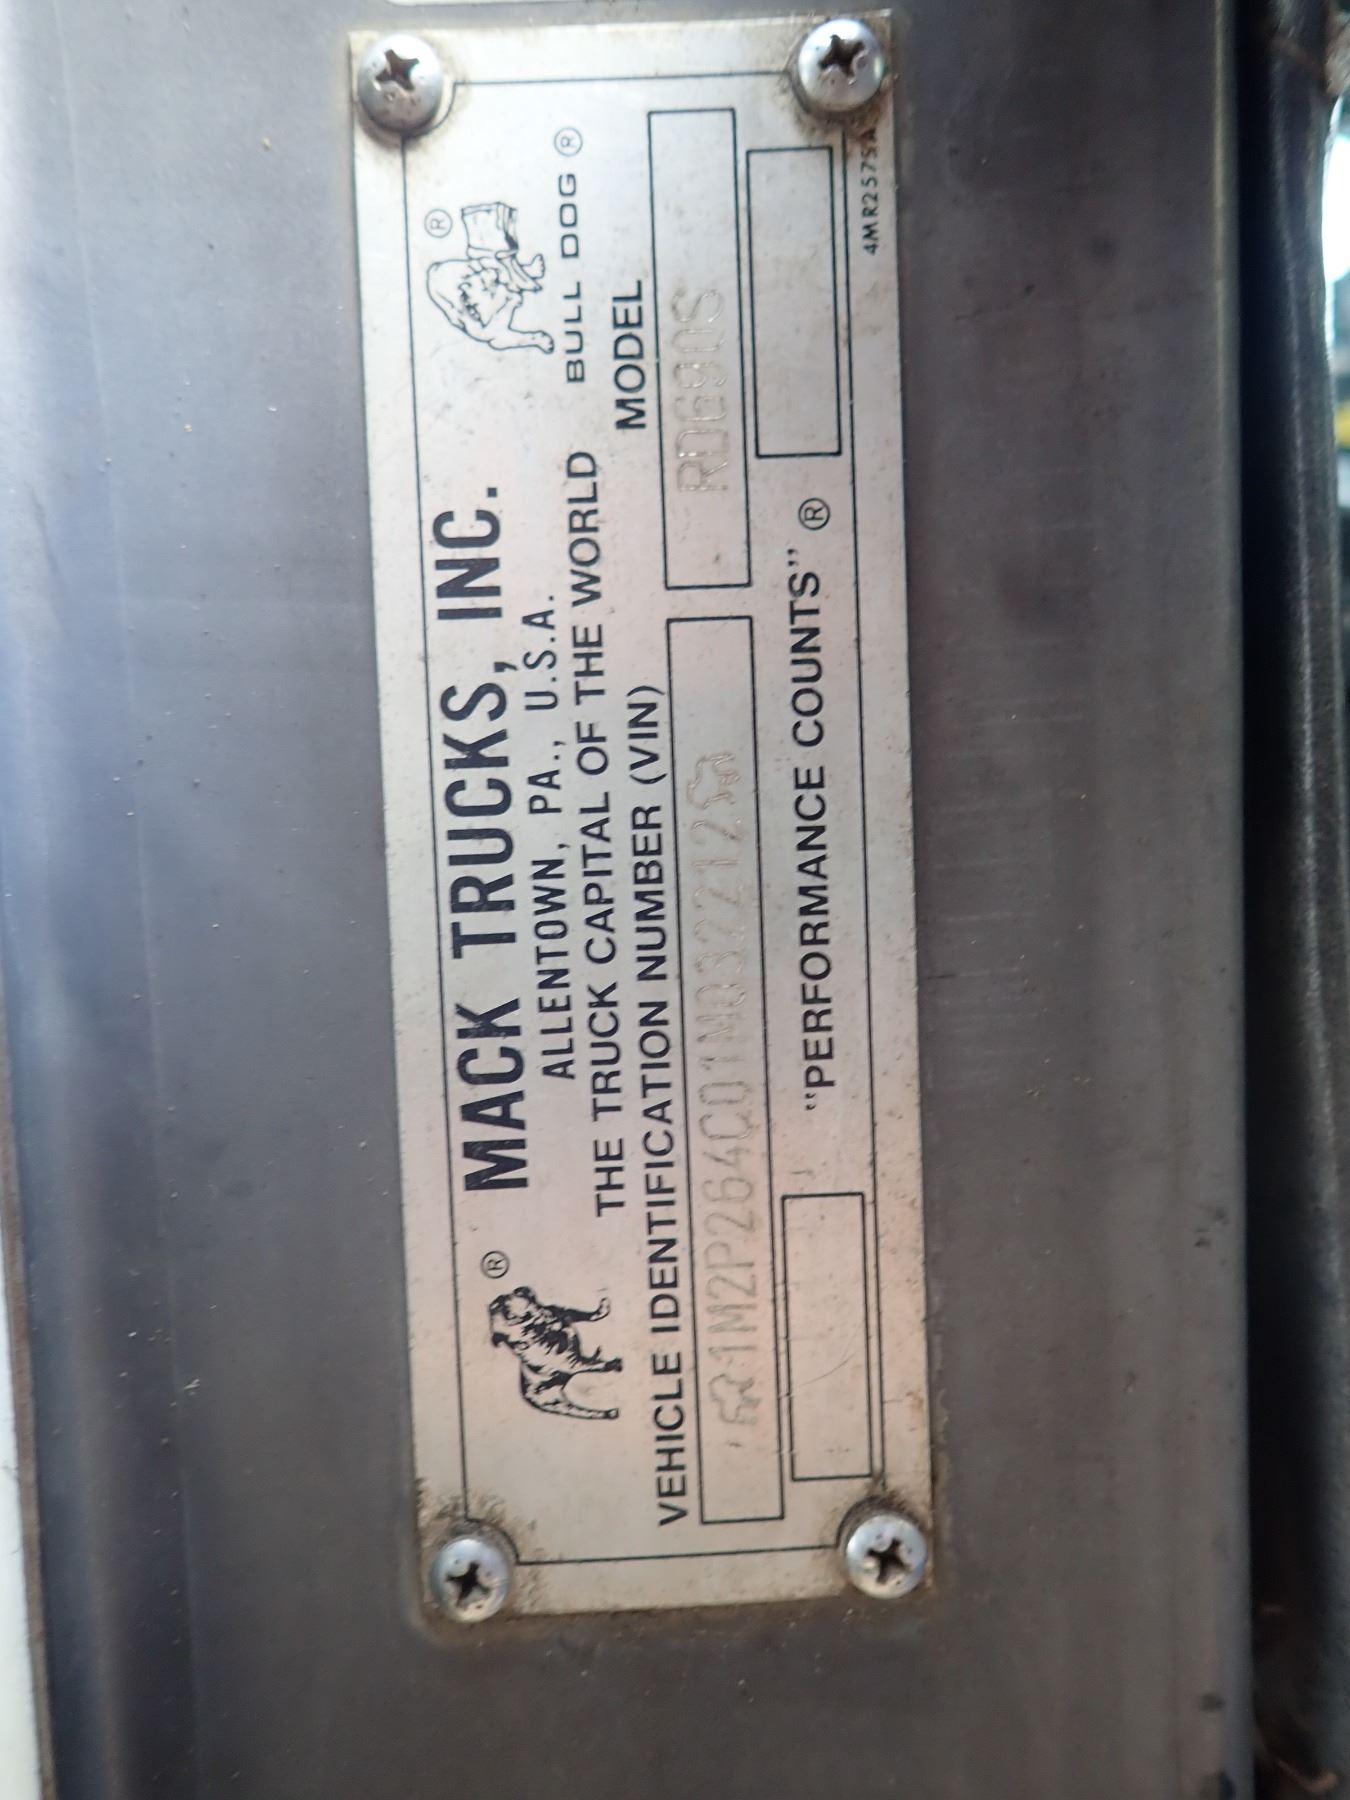 MACK TRUCKS, INC.
ALLENTOWN, PA., U.S.A.
THE TRUCK CAPITAL OF THE WORLD
BULL DOG ®
VEHICLE IDENTIFICATION NUMBER (VIN)
MODEL
1M2P264C01M032212
RD690S
"PERFORMANCE COUNTS" ®
4MR2575A